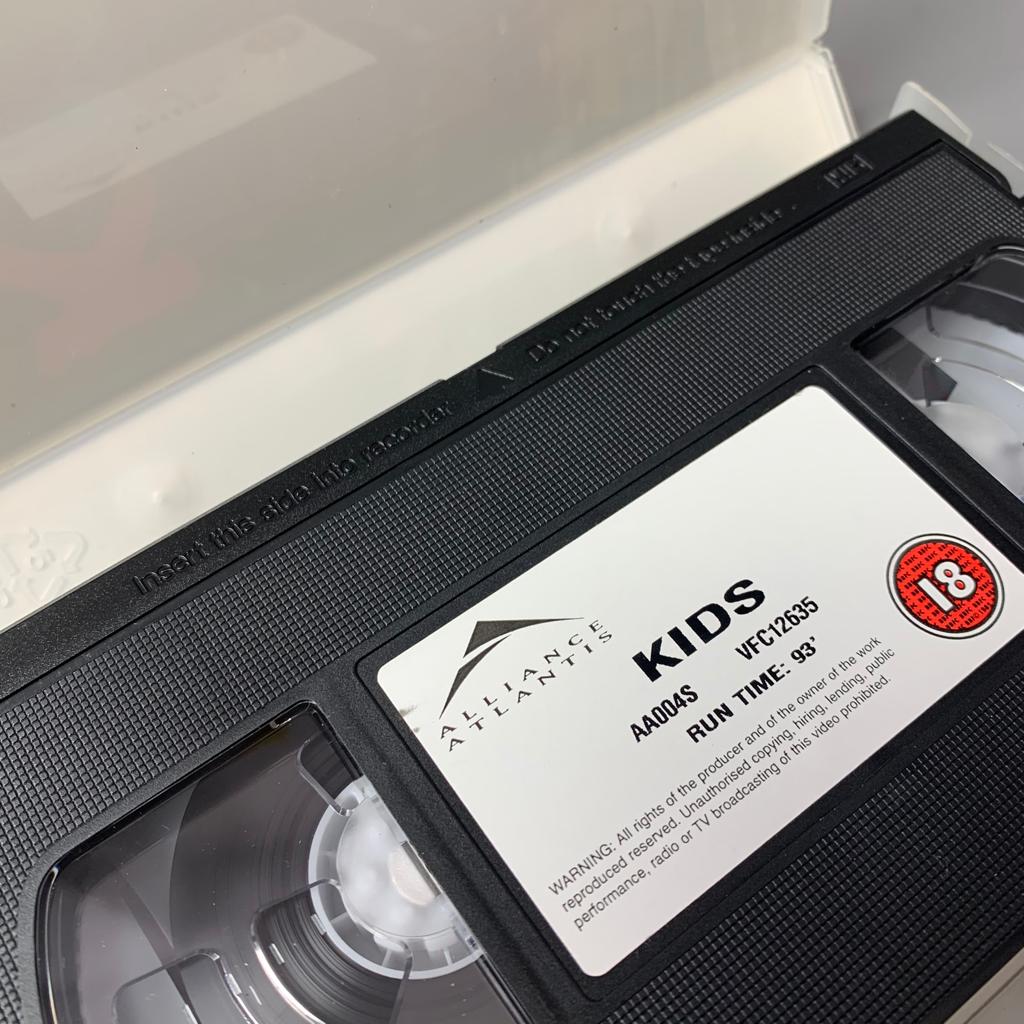 Insert this side into recorder
Do not touch the tape inside
ALLIANCE
ATLANTIS
KIDS
AA004S VFC12635
RUN TIME: 93'
18
WARNING: All rights of the producer and of the owner of the work
reproduced reserved. Unauthorised copying, hiring, lending, public
performance, radio or TV broadcasting of this video prohibited.